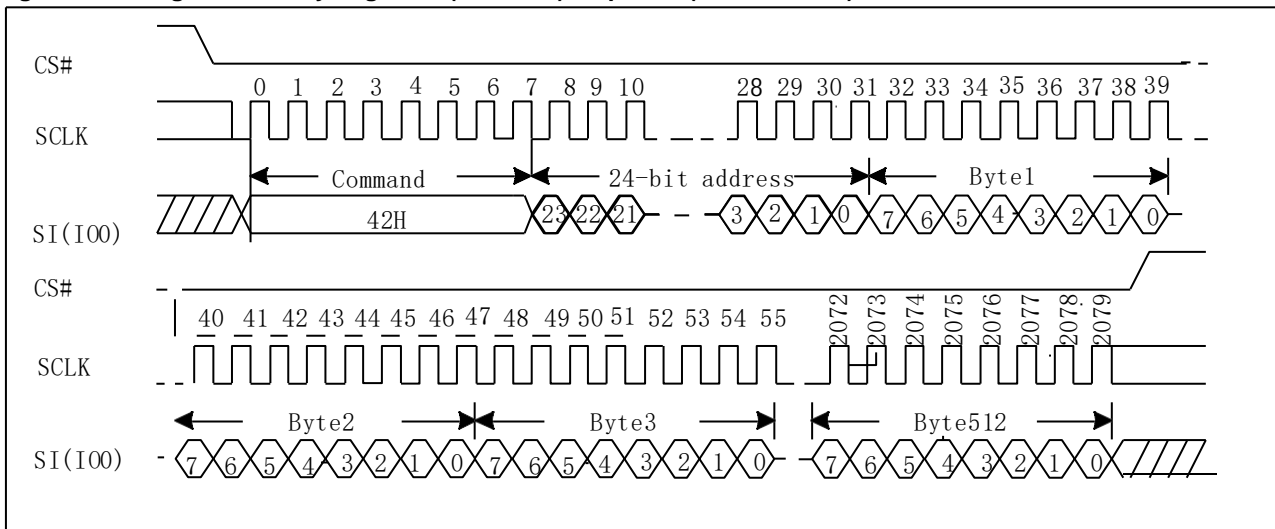 CS#
0 1 2 3 4 5 6 7 8 9 10 28 29 30 31 32 33 34 35 36 37 38 39
SCLK
Command 24-bit address Byte1
SI(IO0) 42H 23 22 21 3 2 1 0 7 6 5 4 3 2 1 0
CS#
40 41 42 43 44 45 46 47 48 49 50 51 52 53 54 55 2072 2073 2074 2075 2076 2077 2078 2079
SCLK
Byte2 Byte3 Byte512
SI(IO0) 7 6 5 4 3 2 1 0 7 6 5 4 3 2 1 0 7 6 5 4 3 2 1 0